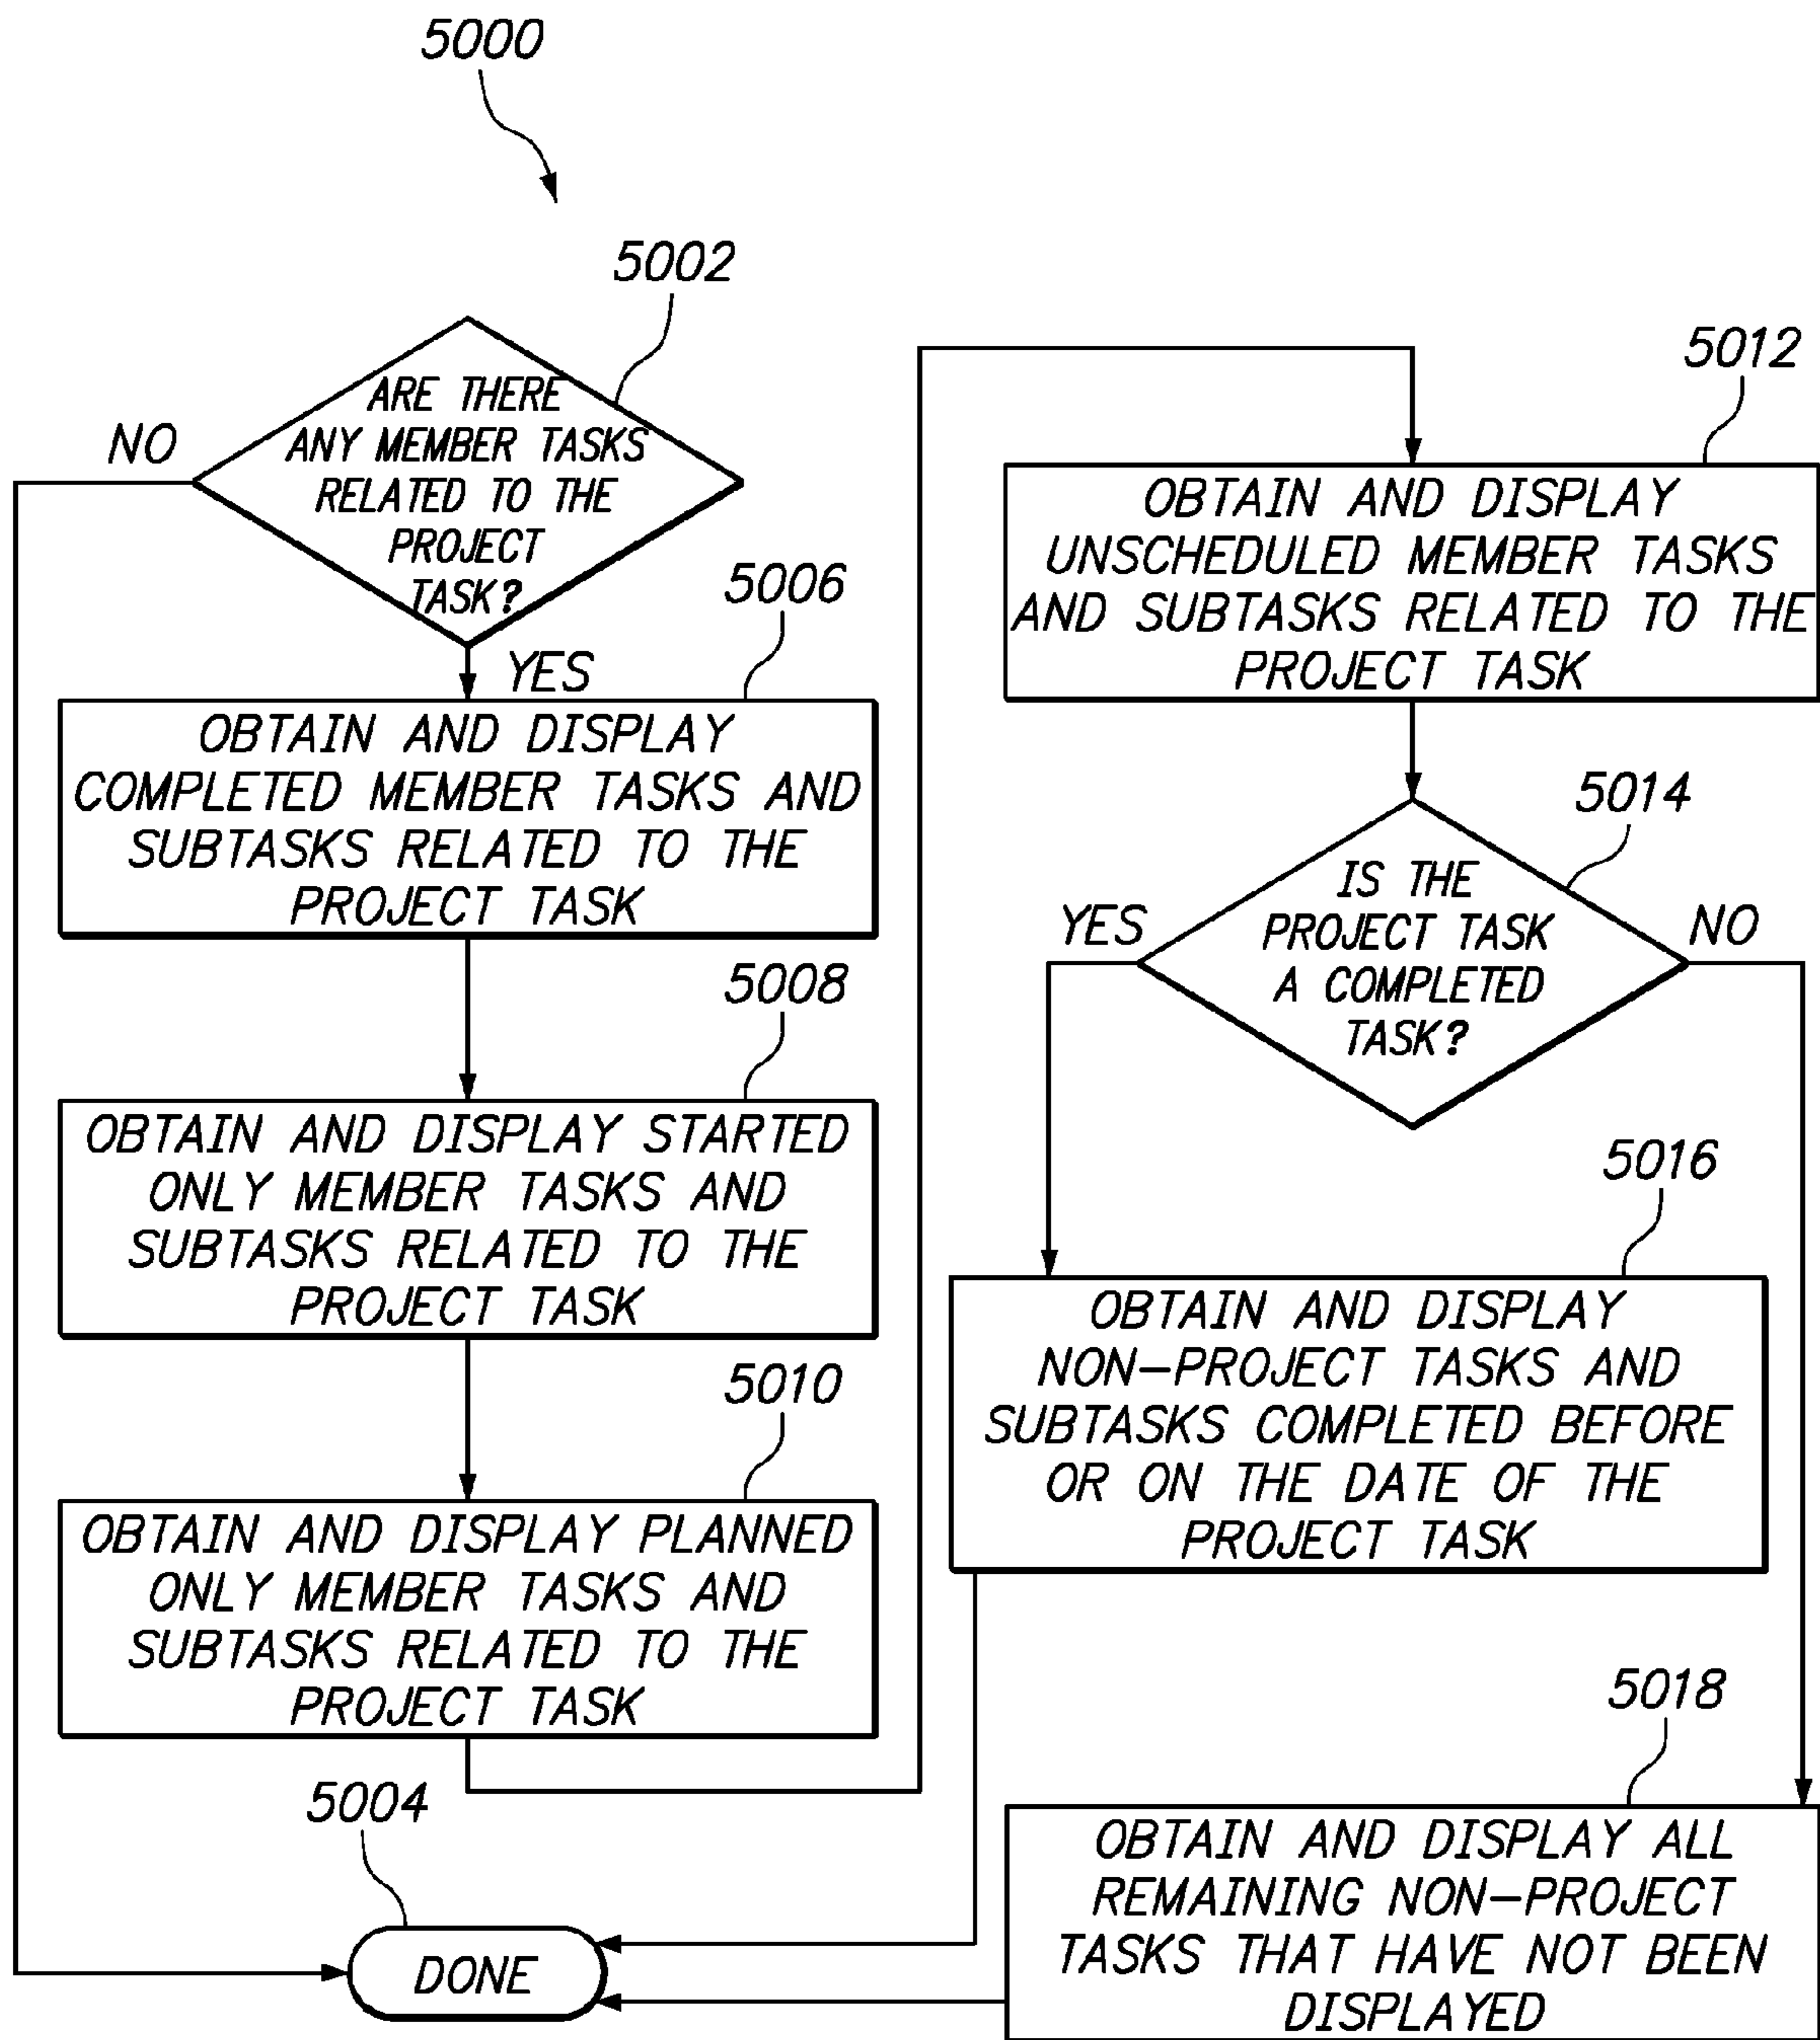 5000
5002
ARE THERE
ANY MEMBER TASKS
RELATED TO THE
PROJECT
TASK?
NO
YES
5006
OBTAIN AND DISPLAY
COMPLETED MEMBER TASKS AND
SUBTASKS RELATED TO THE
PROJECT TASK
5008
OBTAIN AND DISPLAY STARTED
ONLY MEMBER TASKS AND
SUBTASKS RELATED TO THE
PROJECT TASK
5010
OBTAIN AND DISPLAY PLANNED
ONLY MEMBER TASKS AND
SUBTASKS RELATED TO THE
PROJECT TASK
5004
DONE
5012
OBTAIN AND DISPLAY
UNSCHEDULED MEMBER TASKS
AND SUBTASKS RELATED TO THE
PROJECT TASK
5014
IS THE
PROJECT TASK
A COMPLETED
TASK?
YES
NO
5016
OBTAIN AND DISPLAY
NON-PROJECT TASKS AND
SUBTASKS COMPLETED BEFORE
OR ON THE DATE OF THE
PROJECT TASK
5018
OBTAIN AND DISPLAY ALL
REMAINING NON-PROJECT
TASKS THAT HAVE NOT BEEN
DISPLAYED